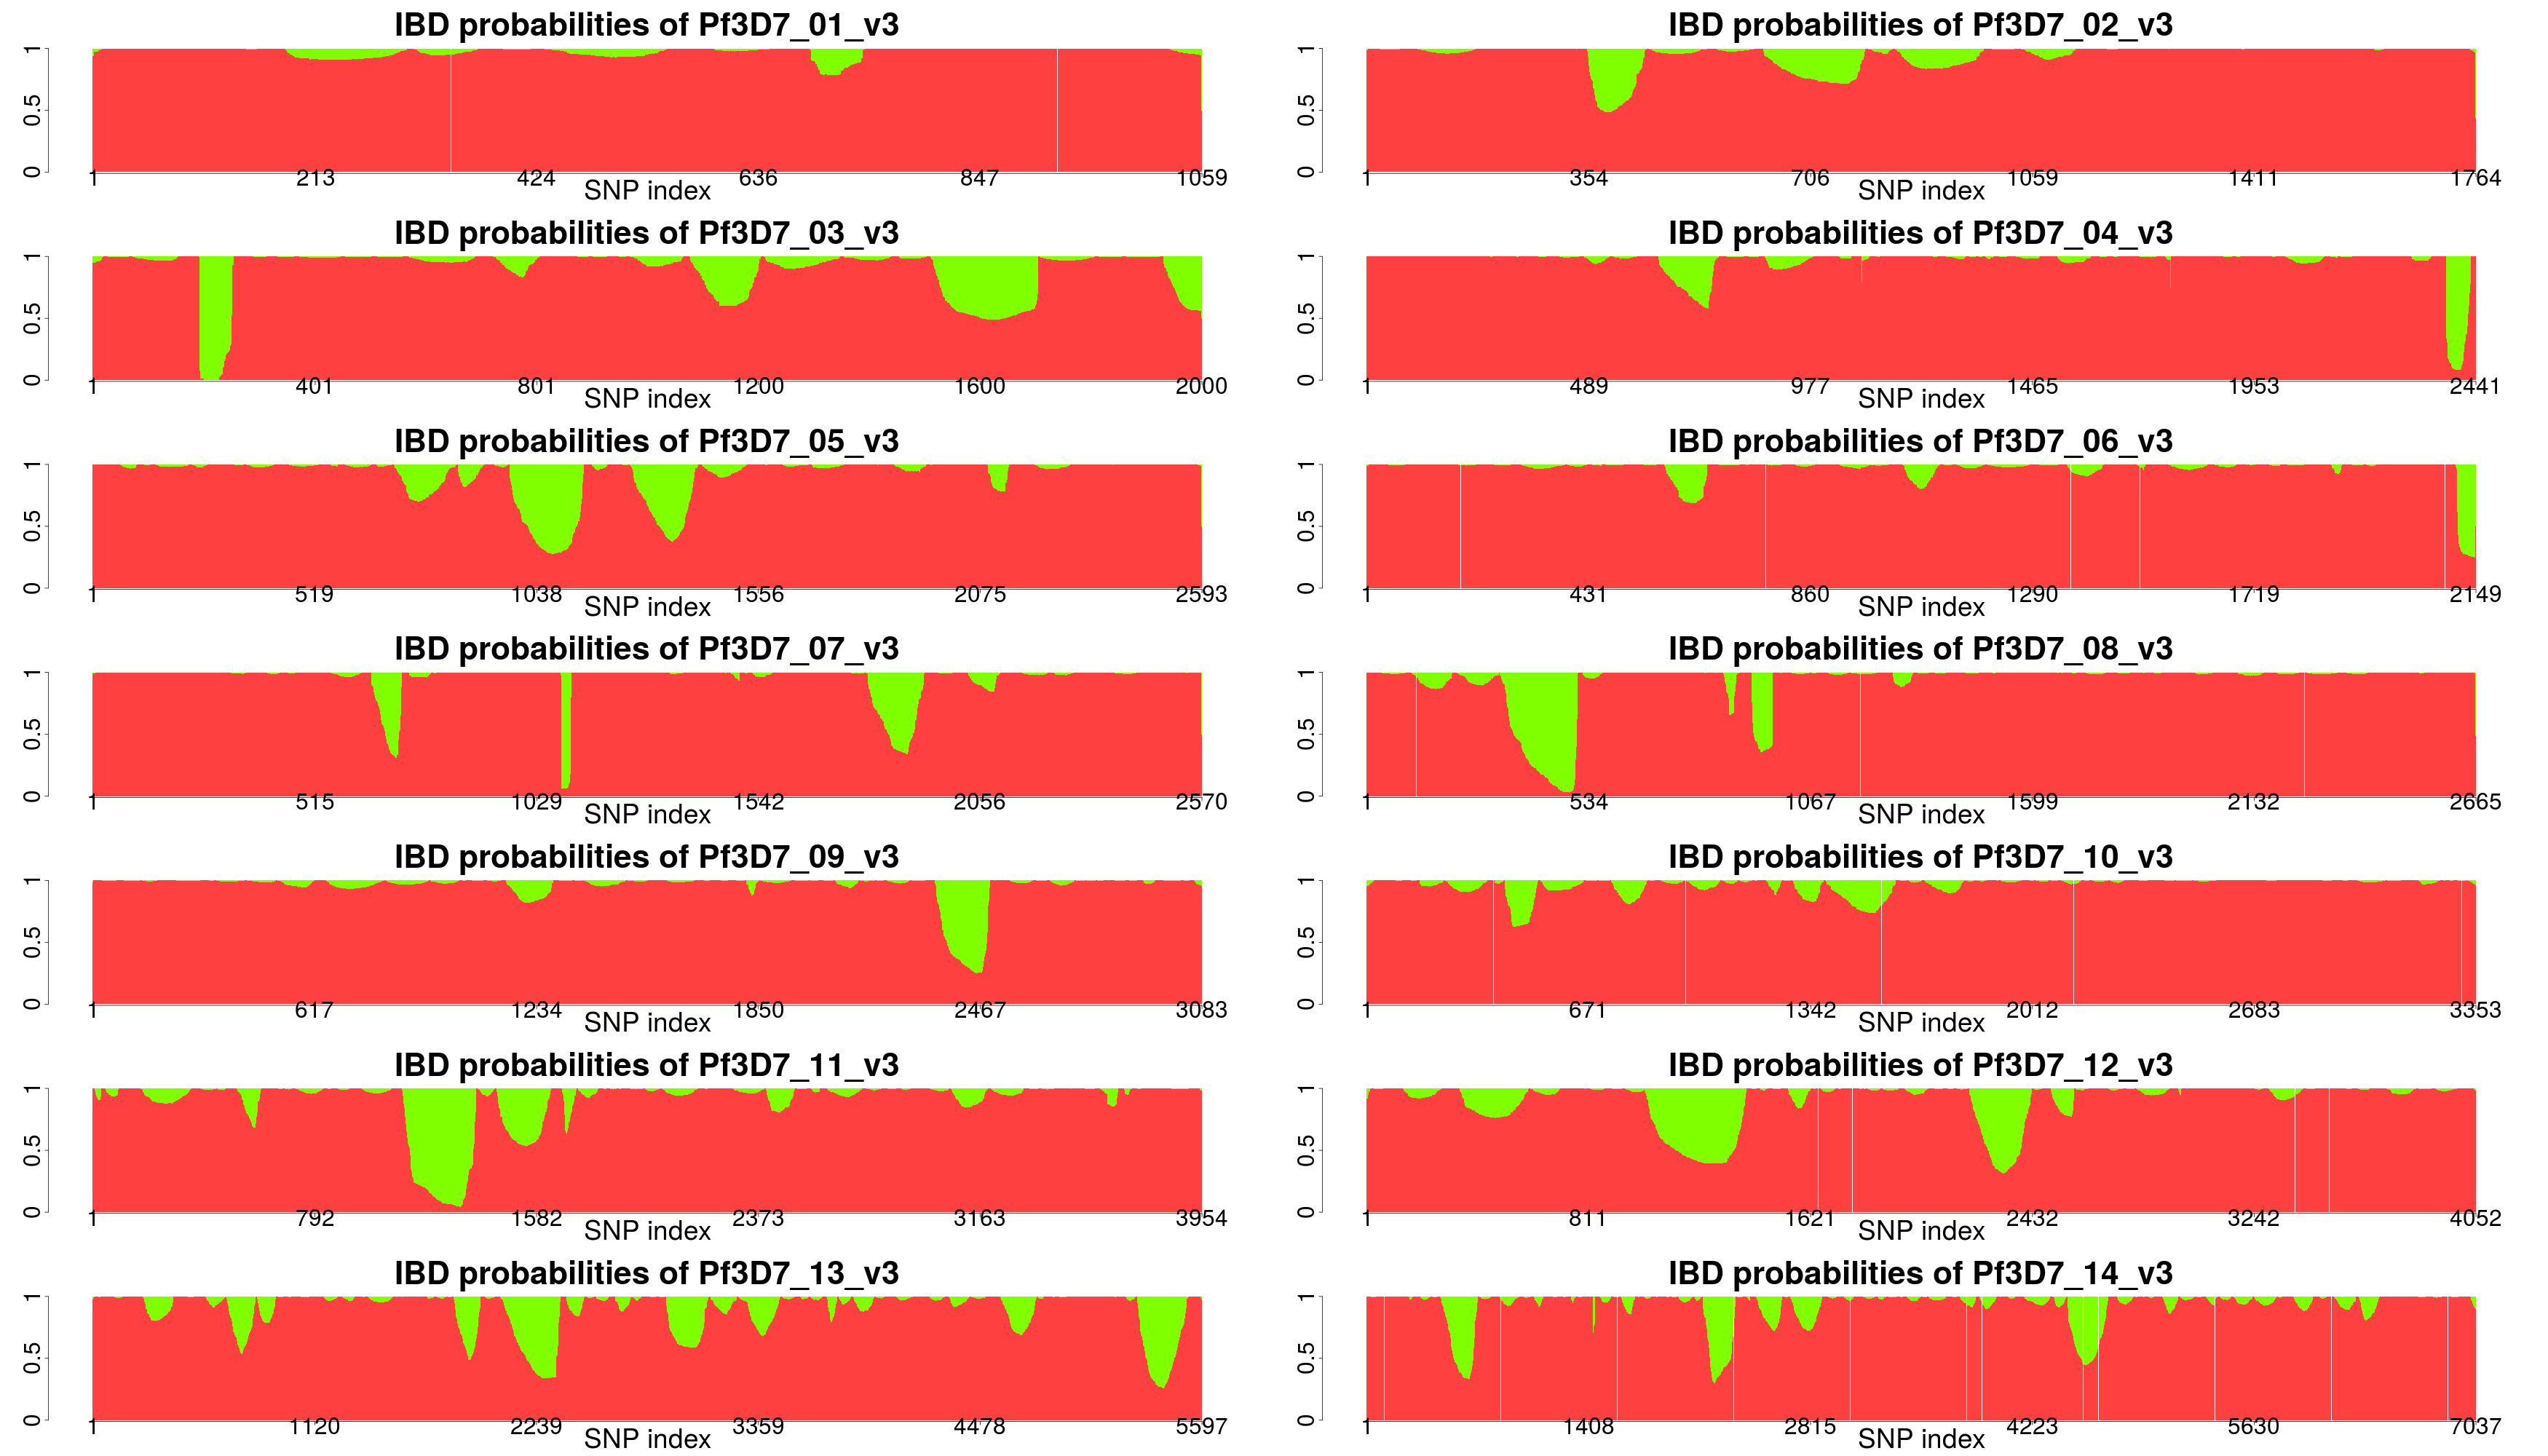 IBD probabilities of Pf3D7_01_v3
0 0.5 1
1 213 424 636 847 1059
SNP index
IBD probabilities of Pf3D7_02_v3
0 0.5 1
1 354 706 1059 1411 1764
SNP index
IBD probabilities of Pf3D7_03_v3
0 0.5 1
1 401 801 1200 1600 2000
SNP index
IBD probabilities of Pf3D7_04_v3
0 0.5 1
1 489 977 1465 1953 2441
SNP index
IBD probabilities of Pf3D7_05_v3
0 0.5 1
1 519 1038 1556 2075 2593
SNP index
IBD probabilities of Pf3D7_06_v3
0 0.5 1
1 431 860 1290 1719 2149
SNP index
IBD probabilities of Pf3D7_07_v3
0 0.5 1
1 515 1029 1542 2056 2570
SNP index
IBD probabilities of Pf3D7_08_v3
0 0.5 1
1 534 1067 1599 2132 2665
SNP index
IBD probabilities of Pf3D7_09_v3
0 0.5 1
1 617 1234 1850 2467 3083
SNP index
IBD probabilities of Pf3D7_10_v3
0 0.5 1
1 671 1342 2012 2683 3353
SNP index
IBD probabilities of Pf3D7_11_v3
0 0.5 1
1 792 1582 2373 3163 3954
SNP index
IBD probabilities of Pf3D7_12_v3
0 0.5 1
1 811 1621 2432 3242 4052
SNP index
IBD probabilities of Pf3D7_13_v3
0 0.5 1
1 1120 2239 3359 4478 5597
SNP index
IBD probabilities of Pf3D7_14_v3
0 0.5 1
1 1408 2815 4223 5630 7037
SNP index